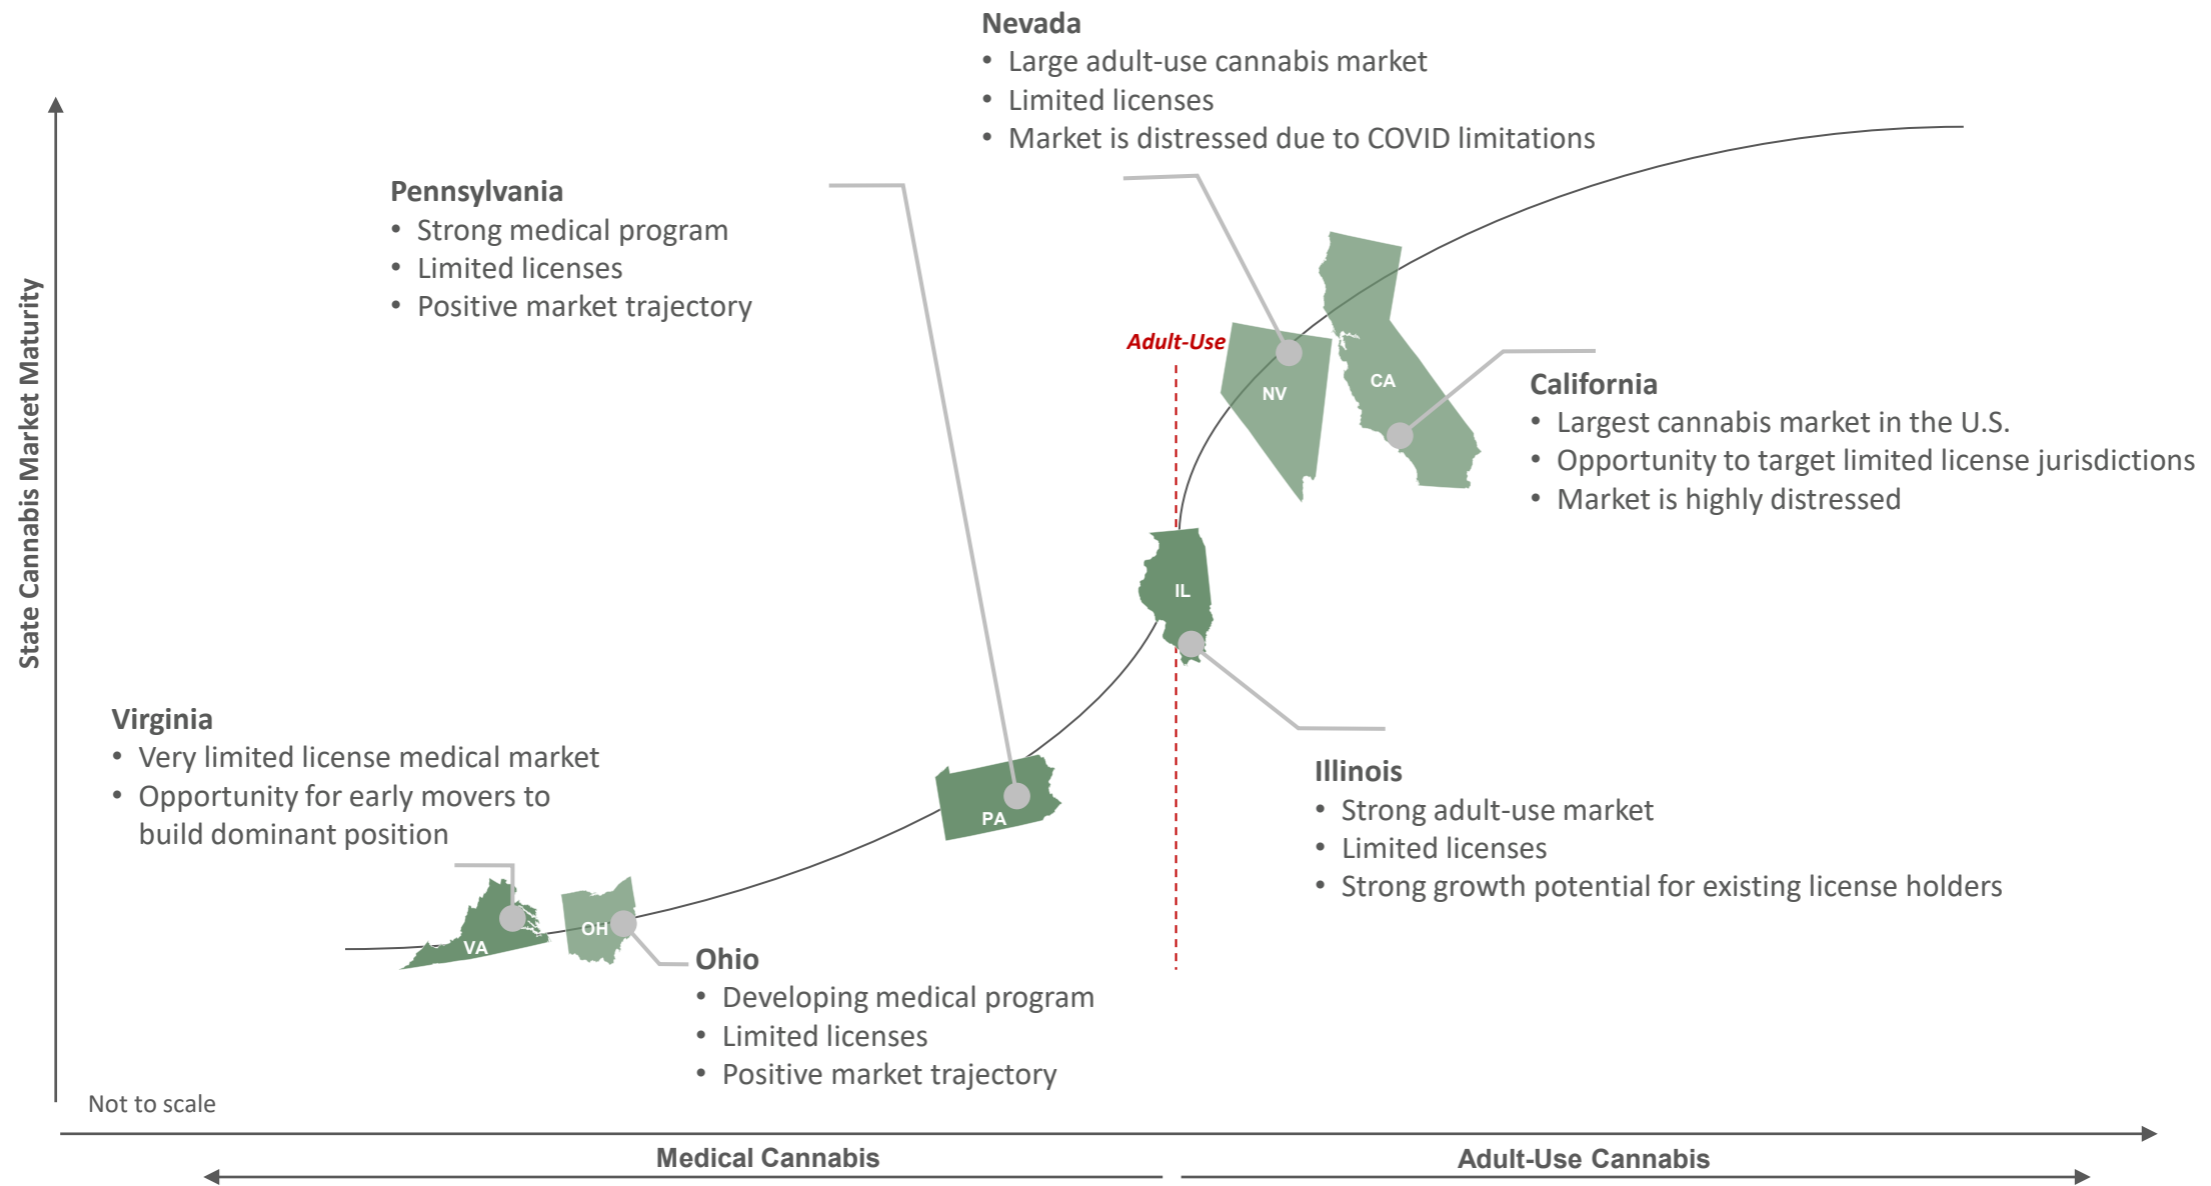 Nevada
• Large adult-use cannabis market
• Limited licenses
• Market is distressed due to COVID limitations
Pennsylvania
• Strong medical program
• Limited licenses
• Positive market trajectory
State Cannabis Market Maturity
Adult-Use
NV
CA
California
• Largest cannabis market in the U.S.
• Opportunity to target limited license jurisdictions
• Market is highly distressed
IL
Virginia
• Very limited license medical market
• Opportunity for early movers to
build dominant position
PA
Illinois
• Strong adult-use market
• Limited licenses
• Strong growth potential for existing license holders
VA
OH
Ohio
• Developing medical program
• Limited licenses
• Positive market trajectory
Not to scale
Medical Cannabis
Adult-Use Cannabis